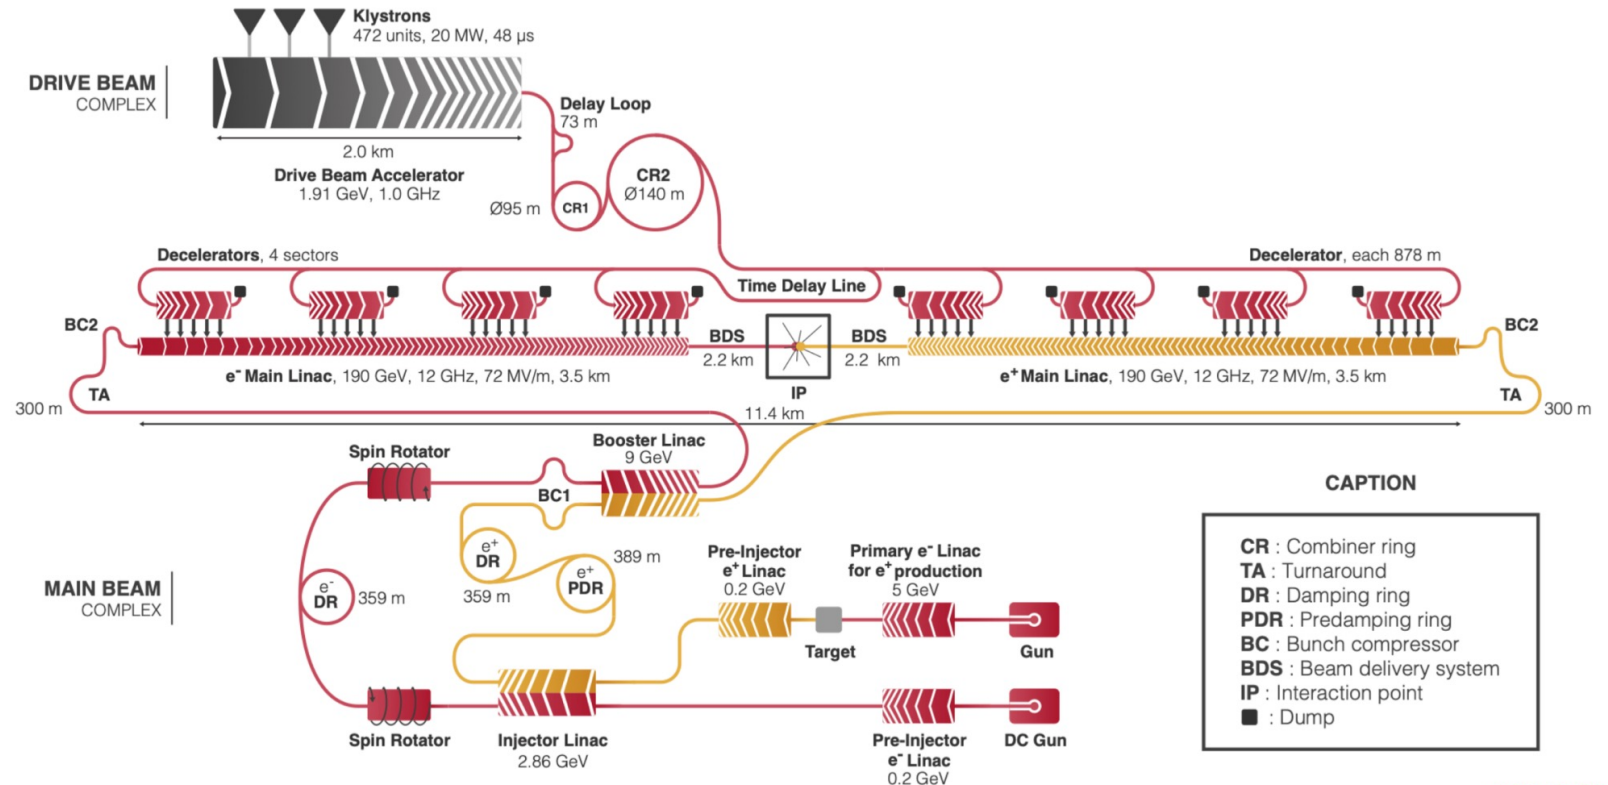 Klystrons
472 units, 20 MW, 48 µs
DRIVE BEAM
COMPLEX
Delay Loop
73 m
2.0 km
Drive Beam Accelerator
1.91 GeV, 1.0 GHz
CR2
Ø140 m
Ø95 m
CR1
Decelerators, 4 sectors
Decelerator, each 878 m
Time Delay Line
BC2
BDS
2.2 km
BDS
2.2 km
BC2
e⁻ Main Linac, 190 GeV, 12 GHz, 72 MV/m, 3.5 km
IP
e⁺ Main Linac, 190 GeV, 12 GHz, 72 MV/m, 3.5 km
TA
300 m
TA
300 m
11.4 km
Booster Linac
9 GeV
Spin Rotator
BC1
e⁺
DR
359 m
e⁺
PDR
389 m
MAIN BEAM
COMPLEX
e⁻
DR
359 m
Pre-Injector
e⁺ Linac
0.2 GeV
Primary e⁻ Linac
for e⁺ production
5 GeV
Target
Gun
Spin Rotator
Injector Linac
2.86 GeV
Pre-Injector
e⁻ Linac
0.2 GeV
DC Gun
CAPTION
CR : Combiner ring
TA : Turnaround
DR : Damping ring
PDR : Predamping ring
BC : Bunch compressor
BDS : Beam delivery system
IP : Interaction point
: Dump